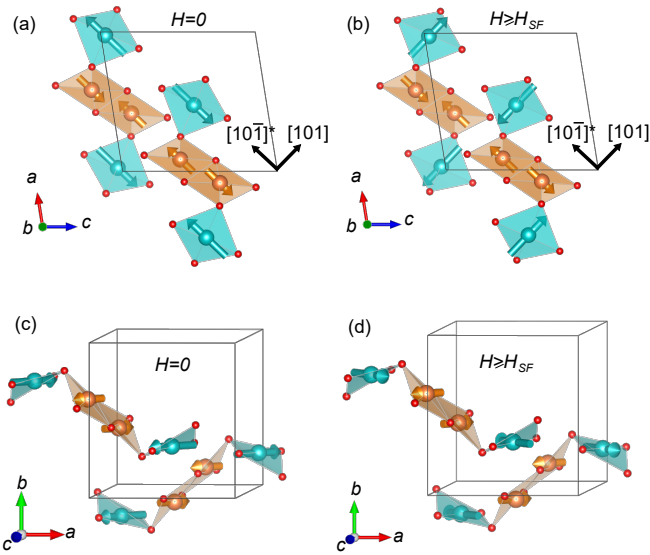 (a)
H=0
[101̄]*
[101]
a
b
c
(b)
H≥H_SF
[101̄]*
[101]
a
b
c
(c)
H=0
b
c
a
(d)
H≥H_SF
b
c
a